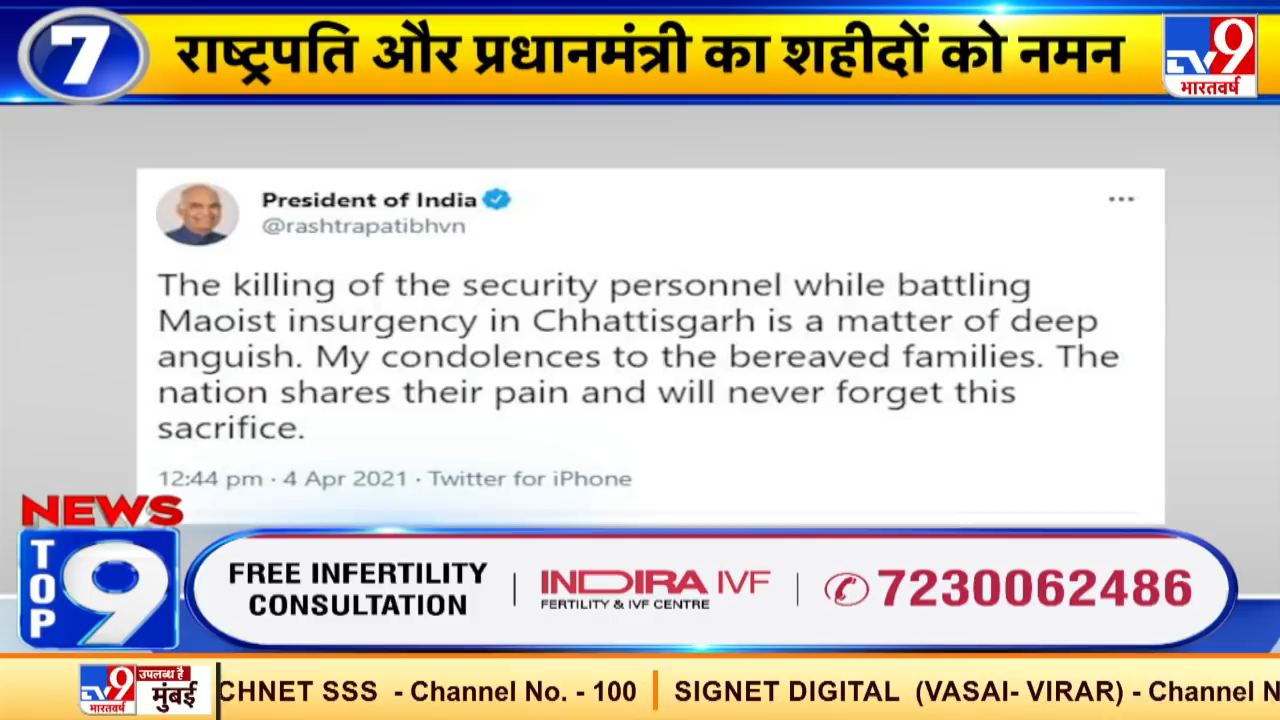 7
राष्ट्रपति और प्रधानमंत्री का शहीदों को नमन
TV9
भारतवर्ष
President of India
@rashtrapatibhvn
The killing of the security personnel while battling
Maoist insurgency in Chhattisgarh is a matter of deep
anguish. My condolences to the bereaved families. The
nation shares their pain and will never forget this
sacrifice.
12:44 pm · 4 Apr 2021 · Twitter for iPhone
NEWS
TOP
9
FREE INFERTILITY
CONSULTATION
INDIRA IVF
FERTILITY & IVF CENTRE
7230062486
TV9
भारतवर्ष
उपलब्ध है
मुंबई
CHNET SSS - Channel No. - 100
SIGNET DIGITAL (VASAI- VIRAR) - Channel N